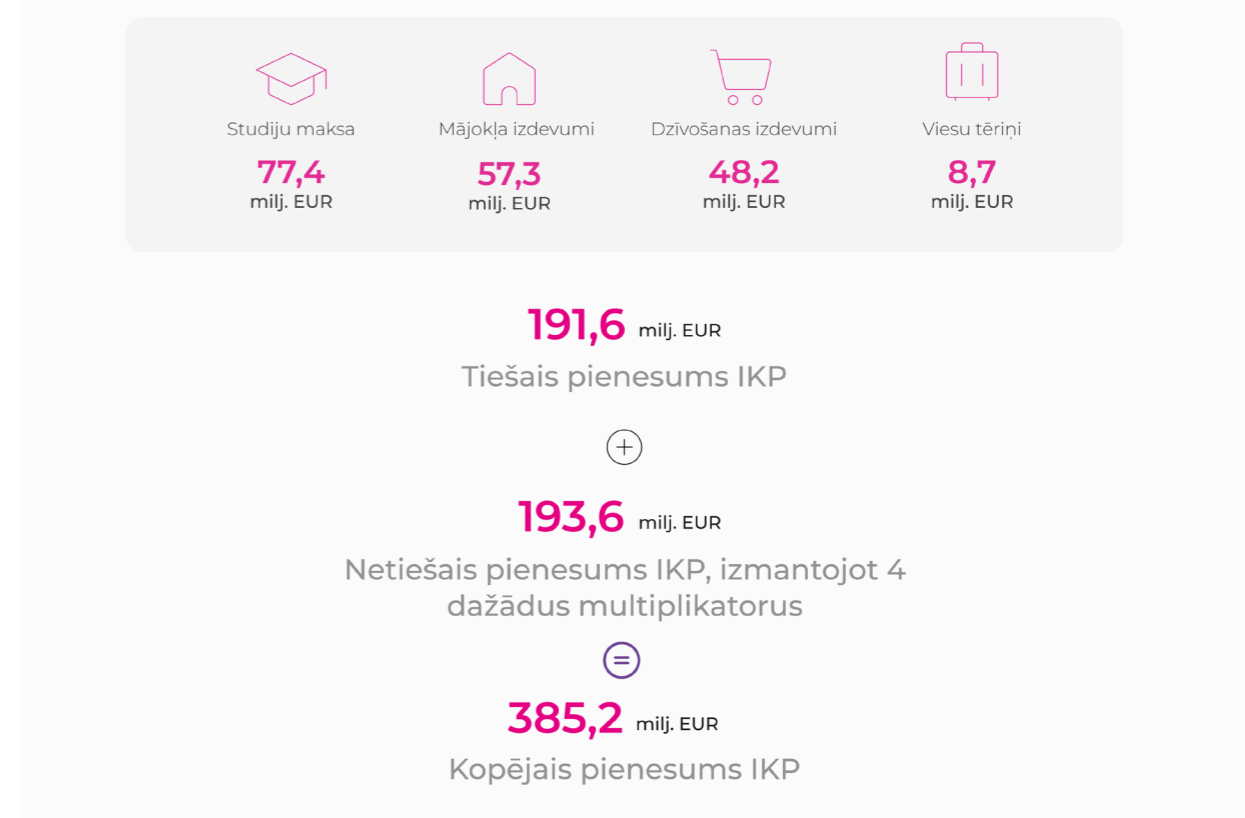 Studiju maksa
Mājokļa izdevumi
Dzīvošanas izdevumi
Viesu tēriņi
77,4
57,3
48,2
8,7
milj. EUR
milj. EUR
milj. EUR
milj. EUR
191,6 milj. EUR
Tiešais pienesums IKP
+
193,6 milj. EUR
Netiešais pienesums IKP, izmantojot 4
dažādus multiplikatorus
=
385,2 milj. EUR
Kopējais pienesums IKP